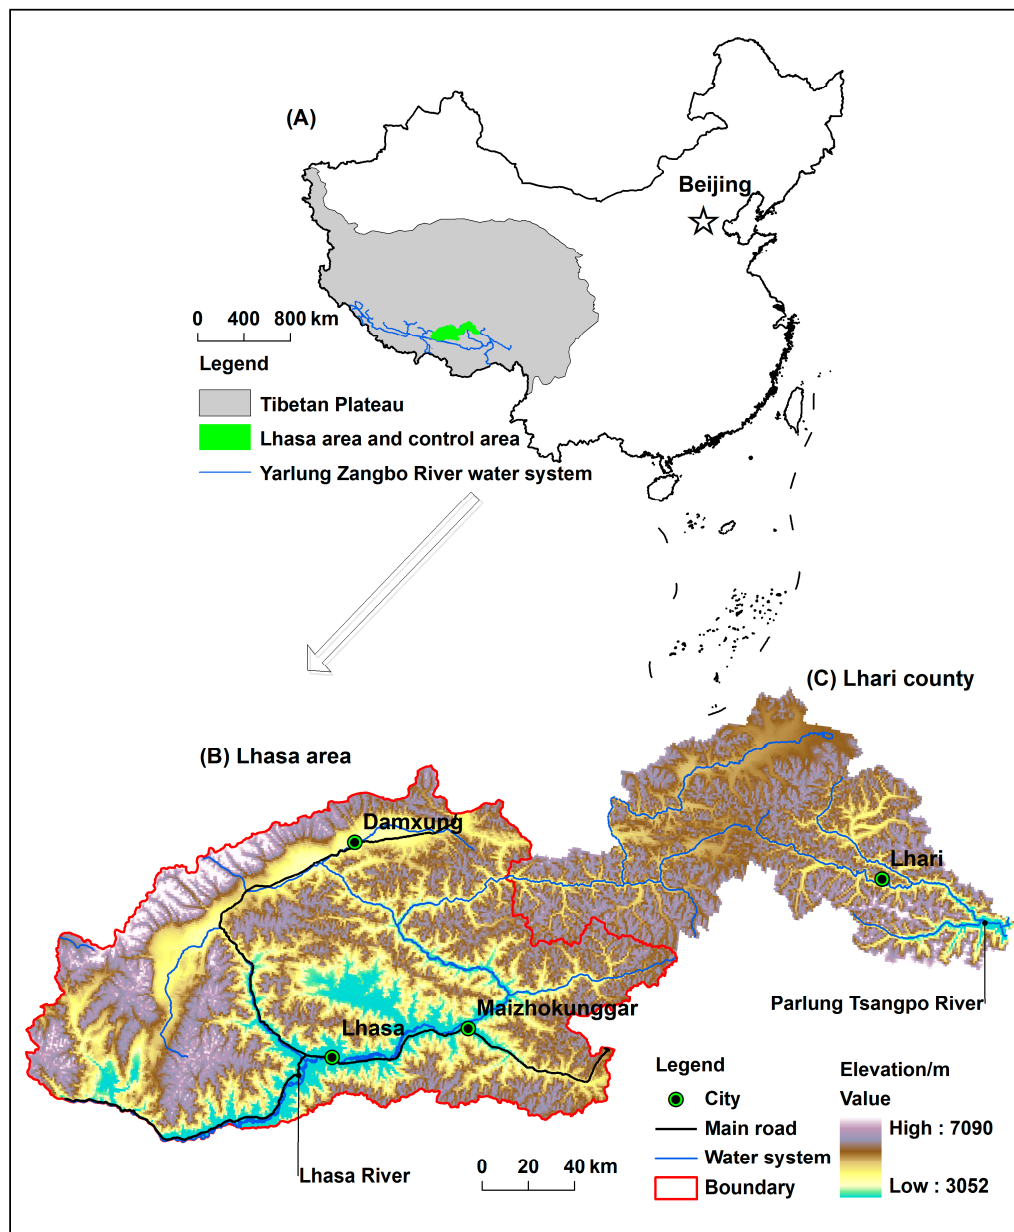 (A)
Beijing
0 400 800 km
Legend
Tibetan Plateau
Lhasa area and control area
Yarlung Zangbo River water system
(C) Lhari county
(B) Lhasa area
Damxung
Lhari
Maizhokunggar
Lhasa
Parlung Tsangpo River
Lhasa River
0 20 40 km
Legend
City
Main road
Water system
Boundary
Elevation/m
Value
High : 7090
Low : 3052